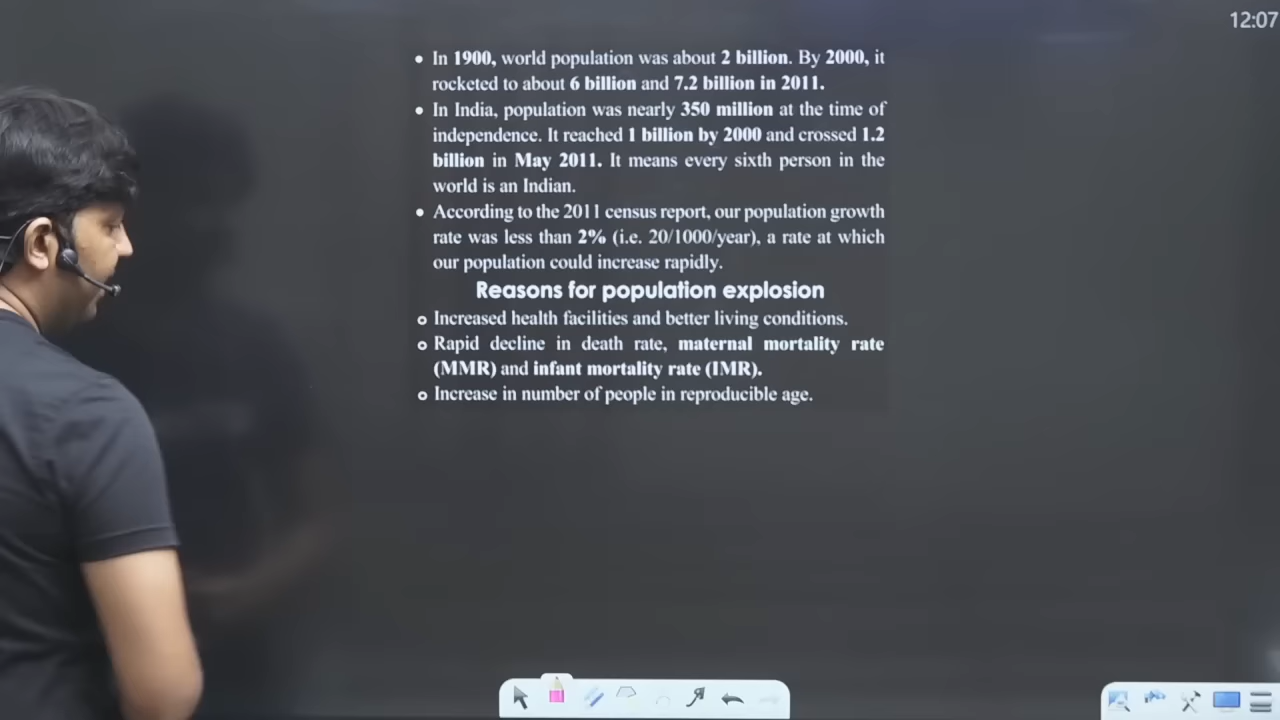 12:07
• In 1900, world population was about 2 billion. By 2000, it
rocketed to about 6 billion and 7.2 billion in 2011.
• In India, population was nearly 350 million at the time of
independence. It reached 1 billion by 2000 and crossed 1.2
billion in May 2011. It means every sixth person in the
world is an Indian.
• According to the 2011 census report, our population growth
rate was less than 2% (i.e. 20/1000/year), a rate at which
our population could increase rapidly.
Reasons for population explosion
o Increased health facilities and better living conditions.
o Rapid decline in death rate, maternal mortality rate
(MMR) and infant mortality rate (IMR).
o Increase in number of people in reproducible age.